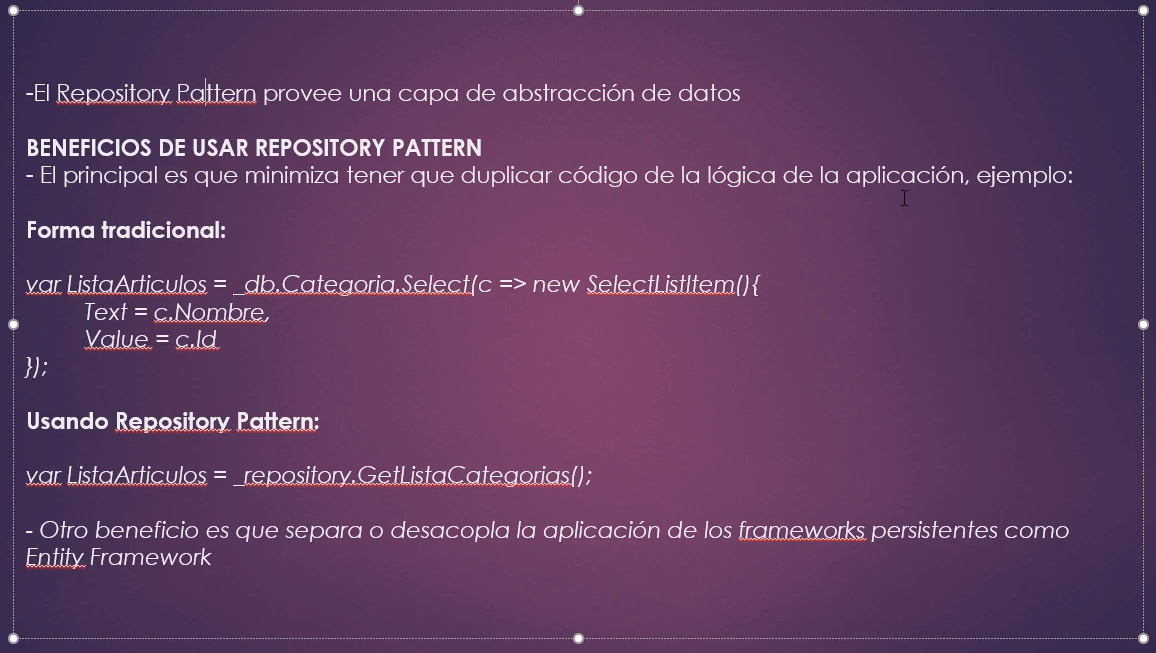 -El Repository Pattern provee una capa de abstracción de datos
BENEFICIOS DE USAR REPOSITORY PATTERN
- El principal es que minimiza tener que duplicar código de la lógica de la aplicación, ejemplo:
Forma tradicional:
var ListaArticulos = _db.Categoria.Select(c => new SelectListItem(){
Text = c.Nombre,
Value = c.Id
});
Usando Repository Pattern:
var ListaArticulos = _repository.GetListaCategorias();
- Otro beneficio es que separa o desacopla la aplicación de los frameworks persistentes como
Entity Framework